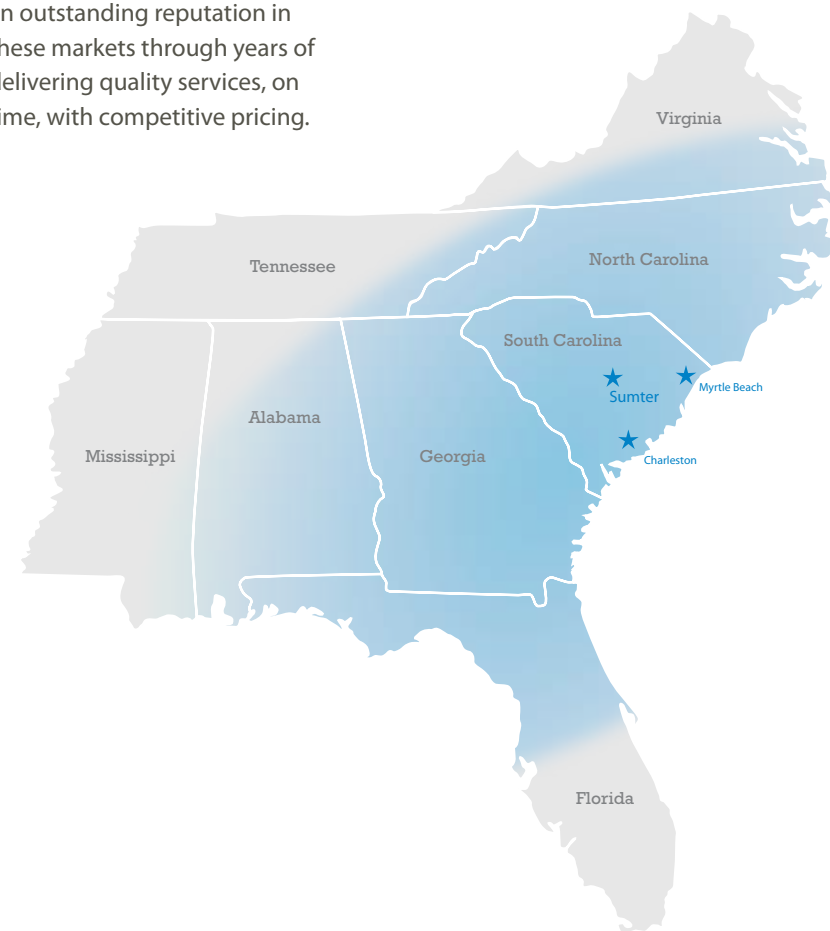 n outstanding reputation in
hese markets through years of
elivering quality services, on
ime, with competitive pricing.
Virginia
Tennessee
North Carolina
South Carolina
Sumter
Myrtle Beach
Alabama
Mississippi
Georgia
Charleston
Florida